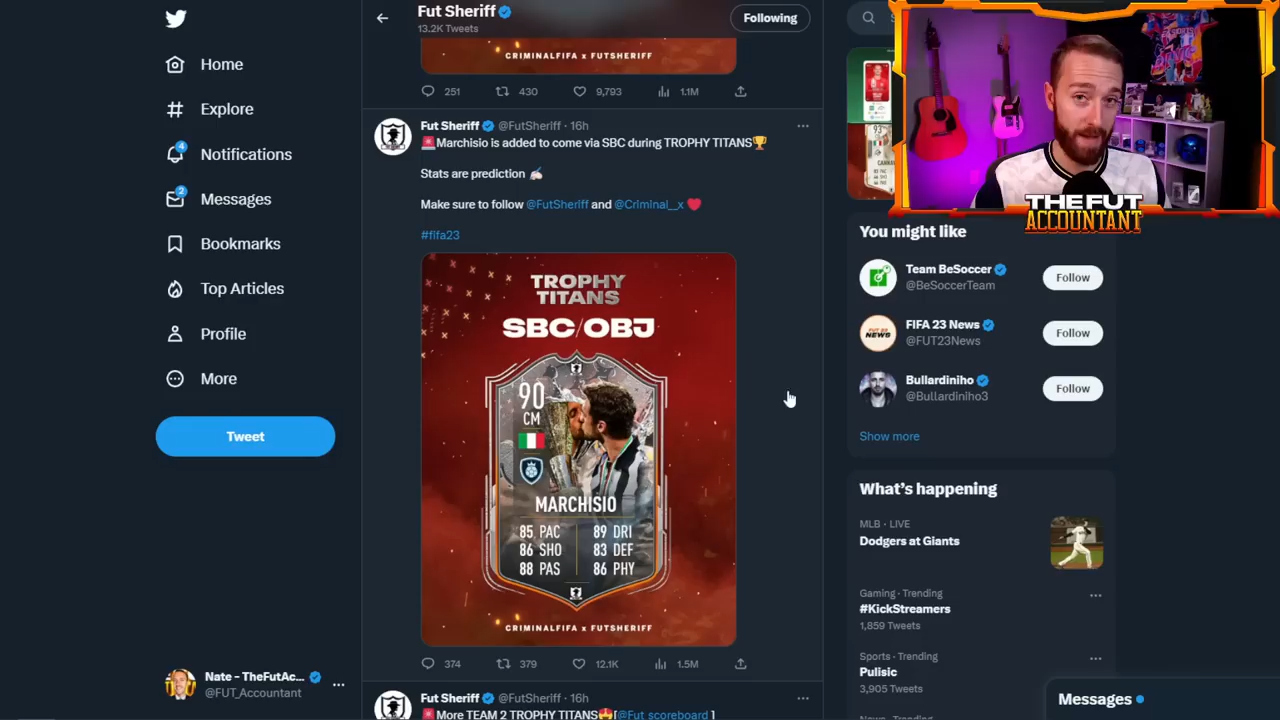 Home
Explore
4
Notifications
2
Messages
Bookmarks
Top Articles
Profile
More
Tweet
Nate - TheFutAc...
@FUT_Accountant
Fut Sheriff
13.2K Tweets
Following
CRIMINALFIFA x FUTSHERIFF
251
430
9,793
1.1M
Fut Sheriff @FutSheriff · 16h
Marchisio is added to come via SBC during TROPHY TITANS
Stats are prediction
Make sure to follow @FutSheriff and @Criminal__x
#fifa23
TROPHY
TITANS
SBC/OBJ
90
CM
MARCHISIO
85 PAC 89 DRI
86 SHO 83 DEF
88 PAS 86 PHY
CRIMINALFIFA x FUTSHERIFF
374
379
12.1K
1.5M
Fut Sheriff @FutSheriff · 16h
More TEAM 2 TROPHY TITANS [@Fut_scoreboard ]
93
THE FUT
ACCOUNTANT
You might like
Team BeSoccer
@BeSoccerTeam
Follow
FIFA 23 News
@FUT23News
Follow
Bullardiniho
@Bullardiniho3
Follow
Show more
What's happening
MLB · LIVE
Dodgers at Giants
Gaming · Trending
#KickStreamers
1,859 Tweets
Sports · Trending
Pulisic
3,905 Tweets
Messages